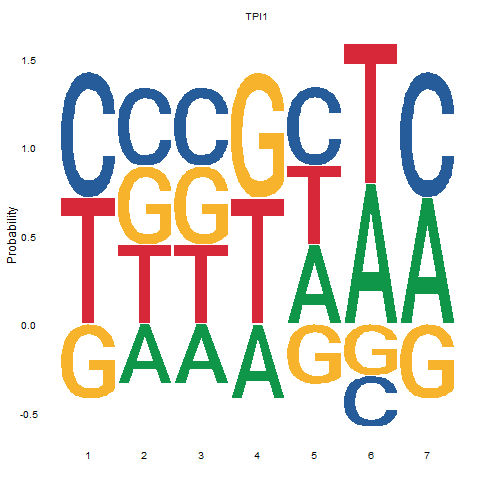 TPI1
1.5
1.0
0.5
0.0
-0.5
Probability
C T G
C G T A
C G T A
G T A
C T A G
T A G C
C A G
1 2 3 4 5 6 7